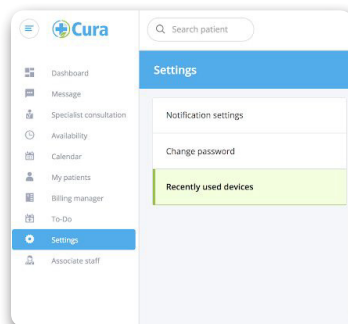 Cura
Search patient
Dashboard
Message
Specialist consultation
Availability
Calendar
My patients
Billing manager
To-Do
Settings
Associate staff
Settings
Notification settings
Change password
Recently used devices